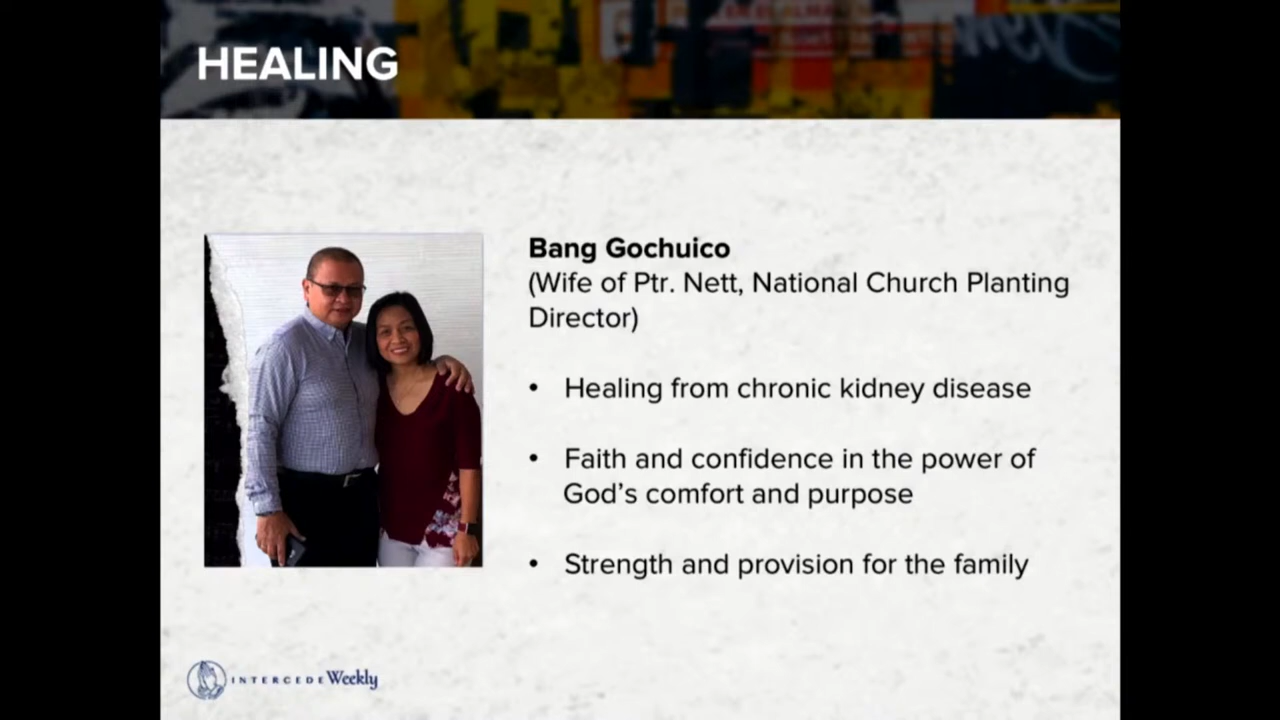 HEALING
Bang Gochuico
(Wife of Ptr. Nett, National Church Planting
Director)
• Healing from chronic kidney disease
• Faith and confidence in the power of
God's comfort and purpose
• Strength and provision for the family
INTERCEDE Weekly